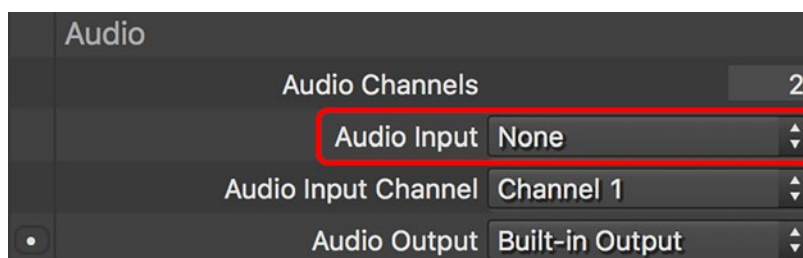 Audio
Audio Channels 2
Audio Input None
Audio Input Channel Channel 1
Audio Output Built-in Output